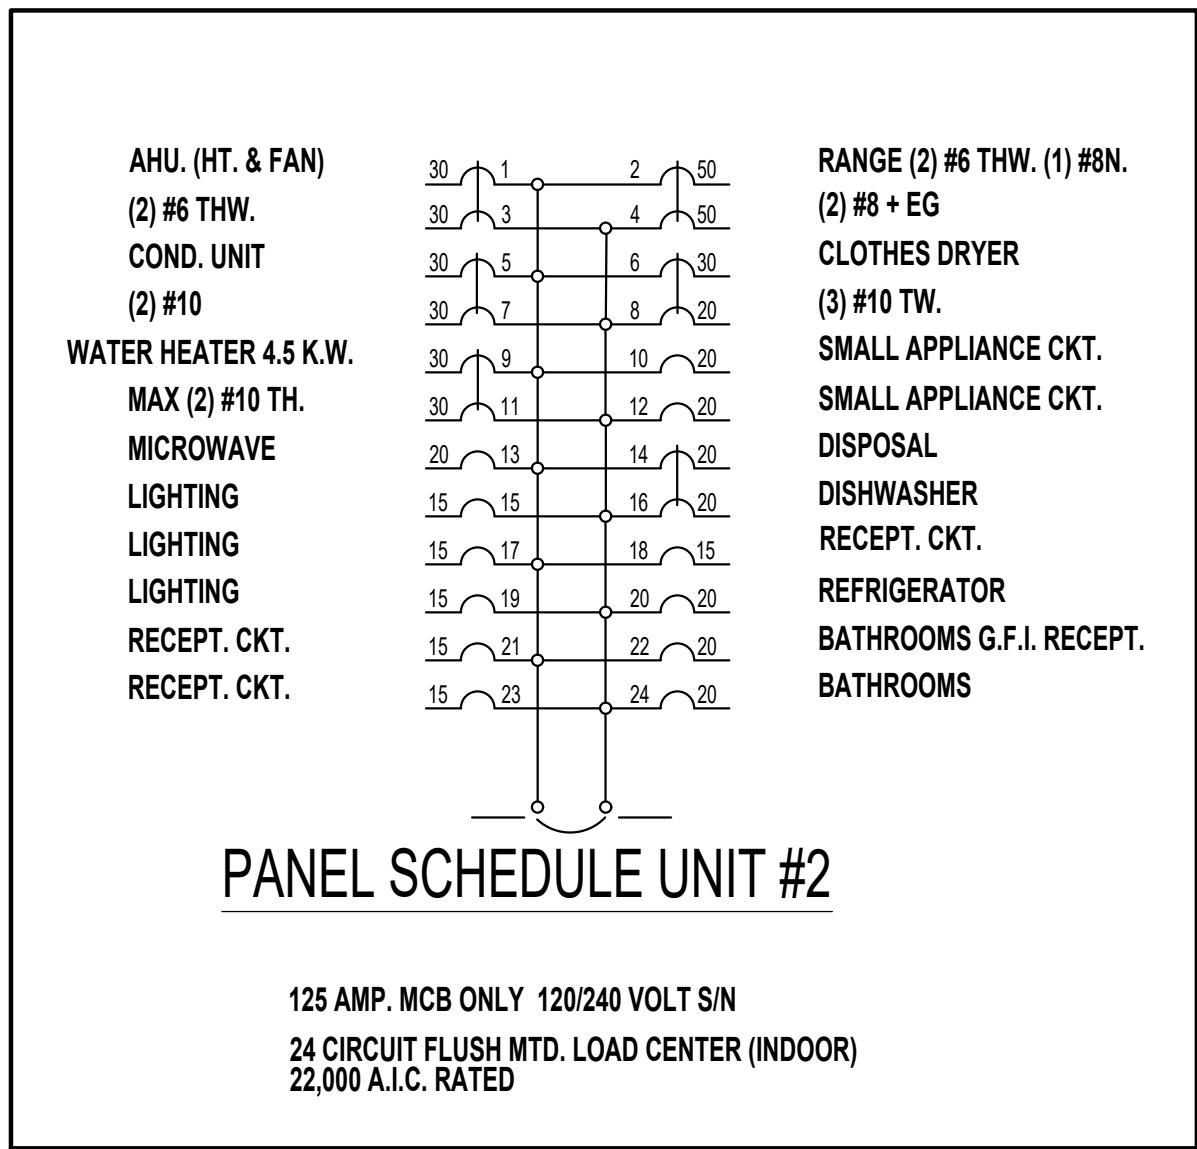 AHU. (HT. & FAN) 30 1 2 50 RANGE (2) #6 THW. (1) #8N.
(2) #6 THW. 30 3 4 50 (2) #8 + EG
COND. UNIT 30 5 6 30 CLOTHES DRYER
(2) #10 30 7 8 20 (3) #10 TW.
WATER HEATER 4.5 K.W. 30 9 10 20 SMALL APPLIANCE CKT.
MAX (2) #10 TH. 30 11 12 20 SMALL APPLIANCE CKT.
MICROWAVE 20 13 14 20 DISPOSAL
LIGHTING 15 15 16 20 DISHWASHER
LIGHTING 15 17 18 15 RECEPT. CKT.
LIGHTING 15 19 20 20 REFRIGERATOR
RECEPT. CKT. 15 21 22 20 BATHROOMS G.F.I. RECEPT.
RECEPT. CKT. 15 23 24 20 BATHROOMS
PANEL SCHEDULE UNIT #2
125 AMP. MCB ONLY 120/240 VOLT S/N
24 CIRCUIT FLUSH MTD. LOAD CENTER (INDOOR)
22,000 A.I.C. RATED